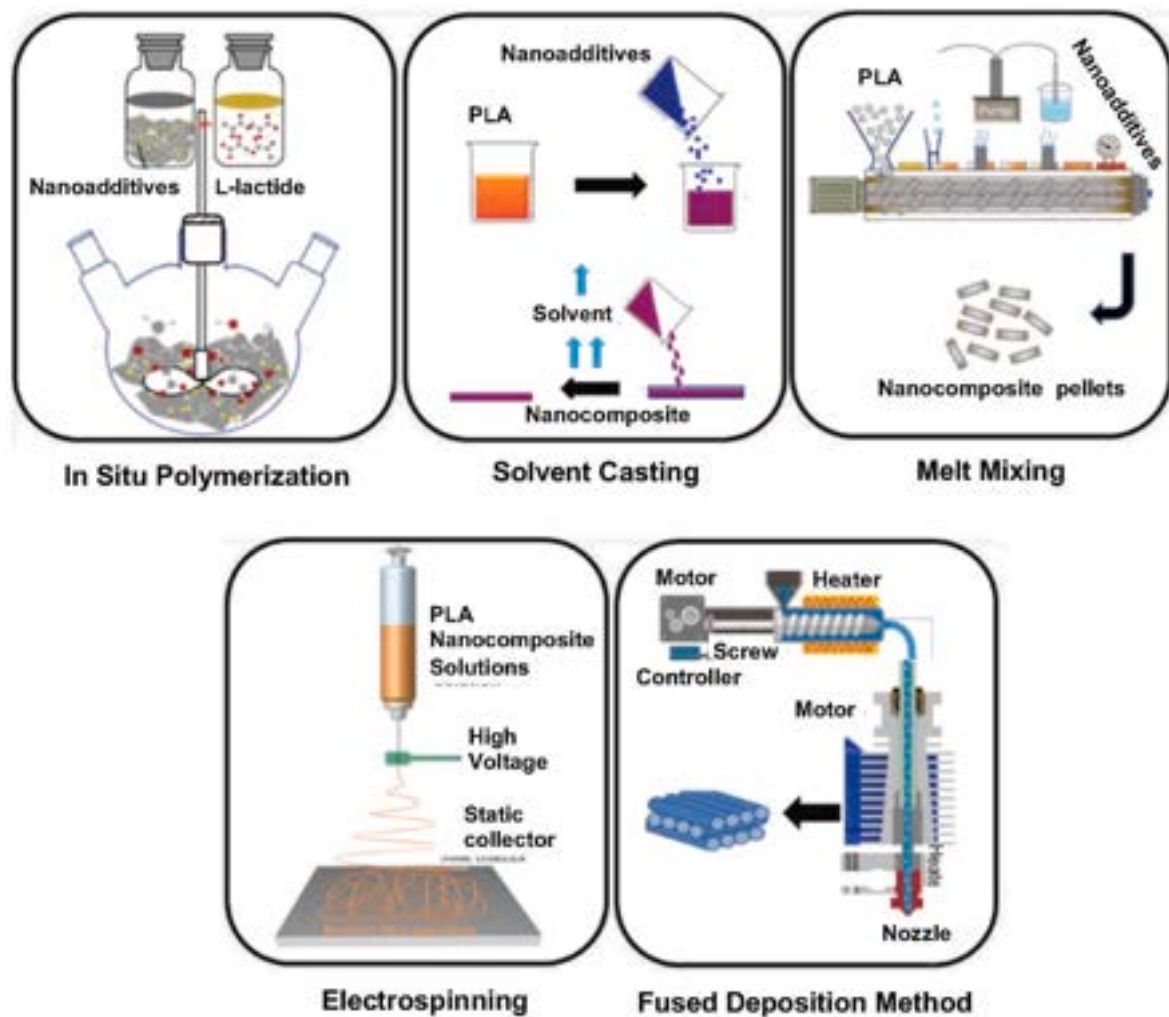 Nanoadditives
L-lactide
In Situ Polymerization
Nanoadditives
PLA
Solvent
Nanocomposite
Solvent Casting
PLA
Nanoadditives
Pump
Nanocomposite pellets
Melt Mixing
PLA
Nanocomposite
Solutions
High
Voltage
Static
collector
Electrospinning
Motor
Heater
Screw
Controller
Motor
Nozzle
Fused Deposition Method